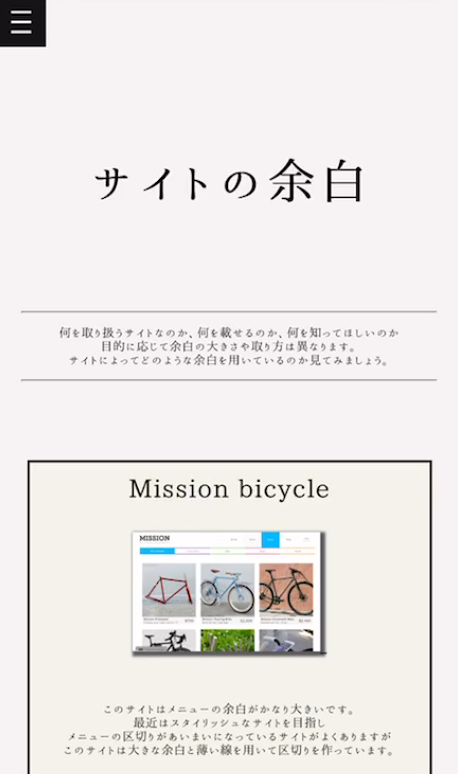 サイトの余白
何を取り扱うサイトなのか、何を載せるのか、何を知ってほしいのか
目的に応じて余白の大きさや取り方は異なります。
サイトによってどのような余白を用いているのか見てみましょう。
Mission bicycle
MISSION
このサイトはメニューの余白がかなり大きいです。
最近はスタイリッシュなサイトを目指し
メニューの区切りがあいまいになっているサイトがよくありますが
このサイトは大きな余白と薄い線を用いて区切りを作っています。